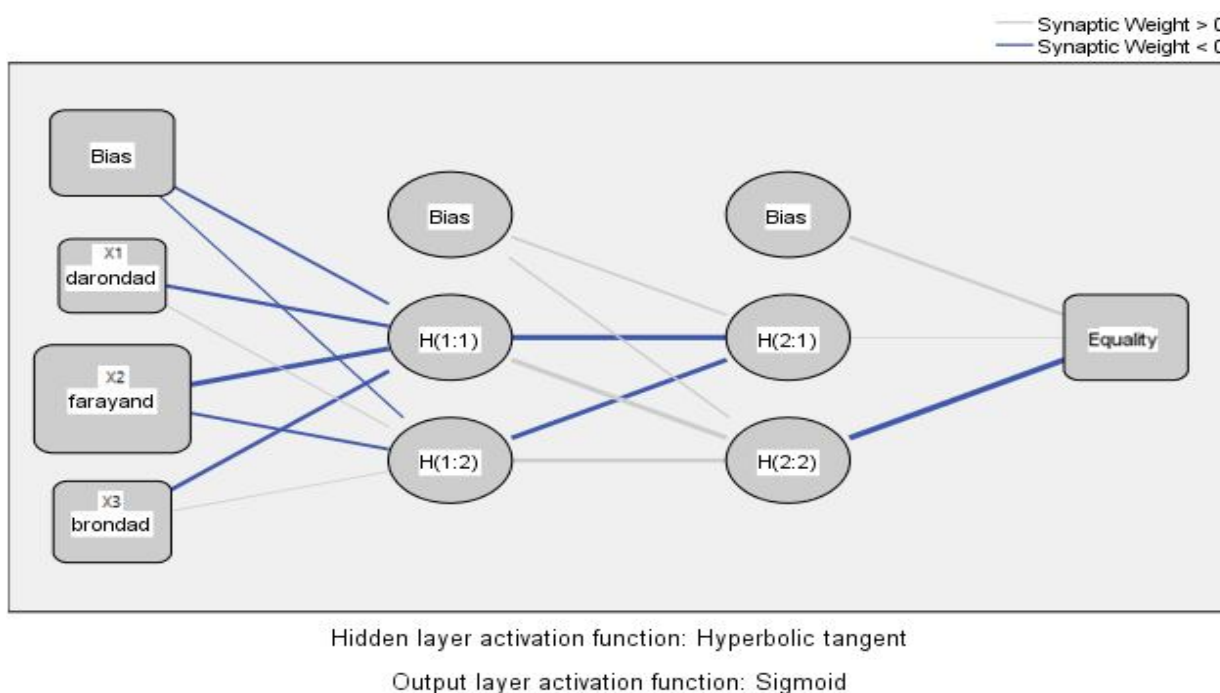 Synaptic Weight > 0
Synaptic Weight < 0
Bias
X1
darondad
X2
farayand
X3
brondad
Bias
H(1:1)
H(1:2)
Bias
H(2:1)
H(2:2)
Equality
Hidden layer activation function: Hyperbolic tangent
Output layer activation function: Sigmoid